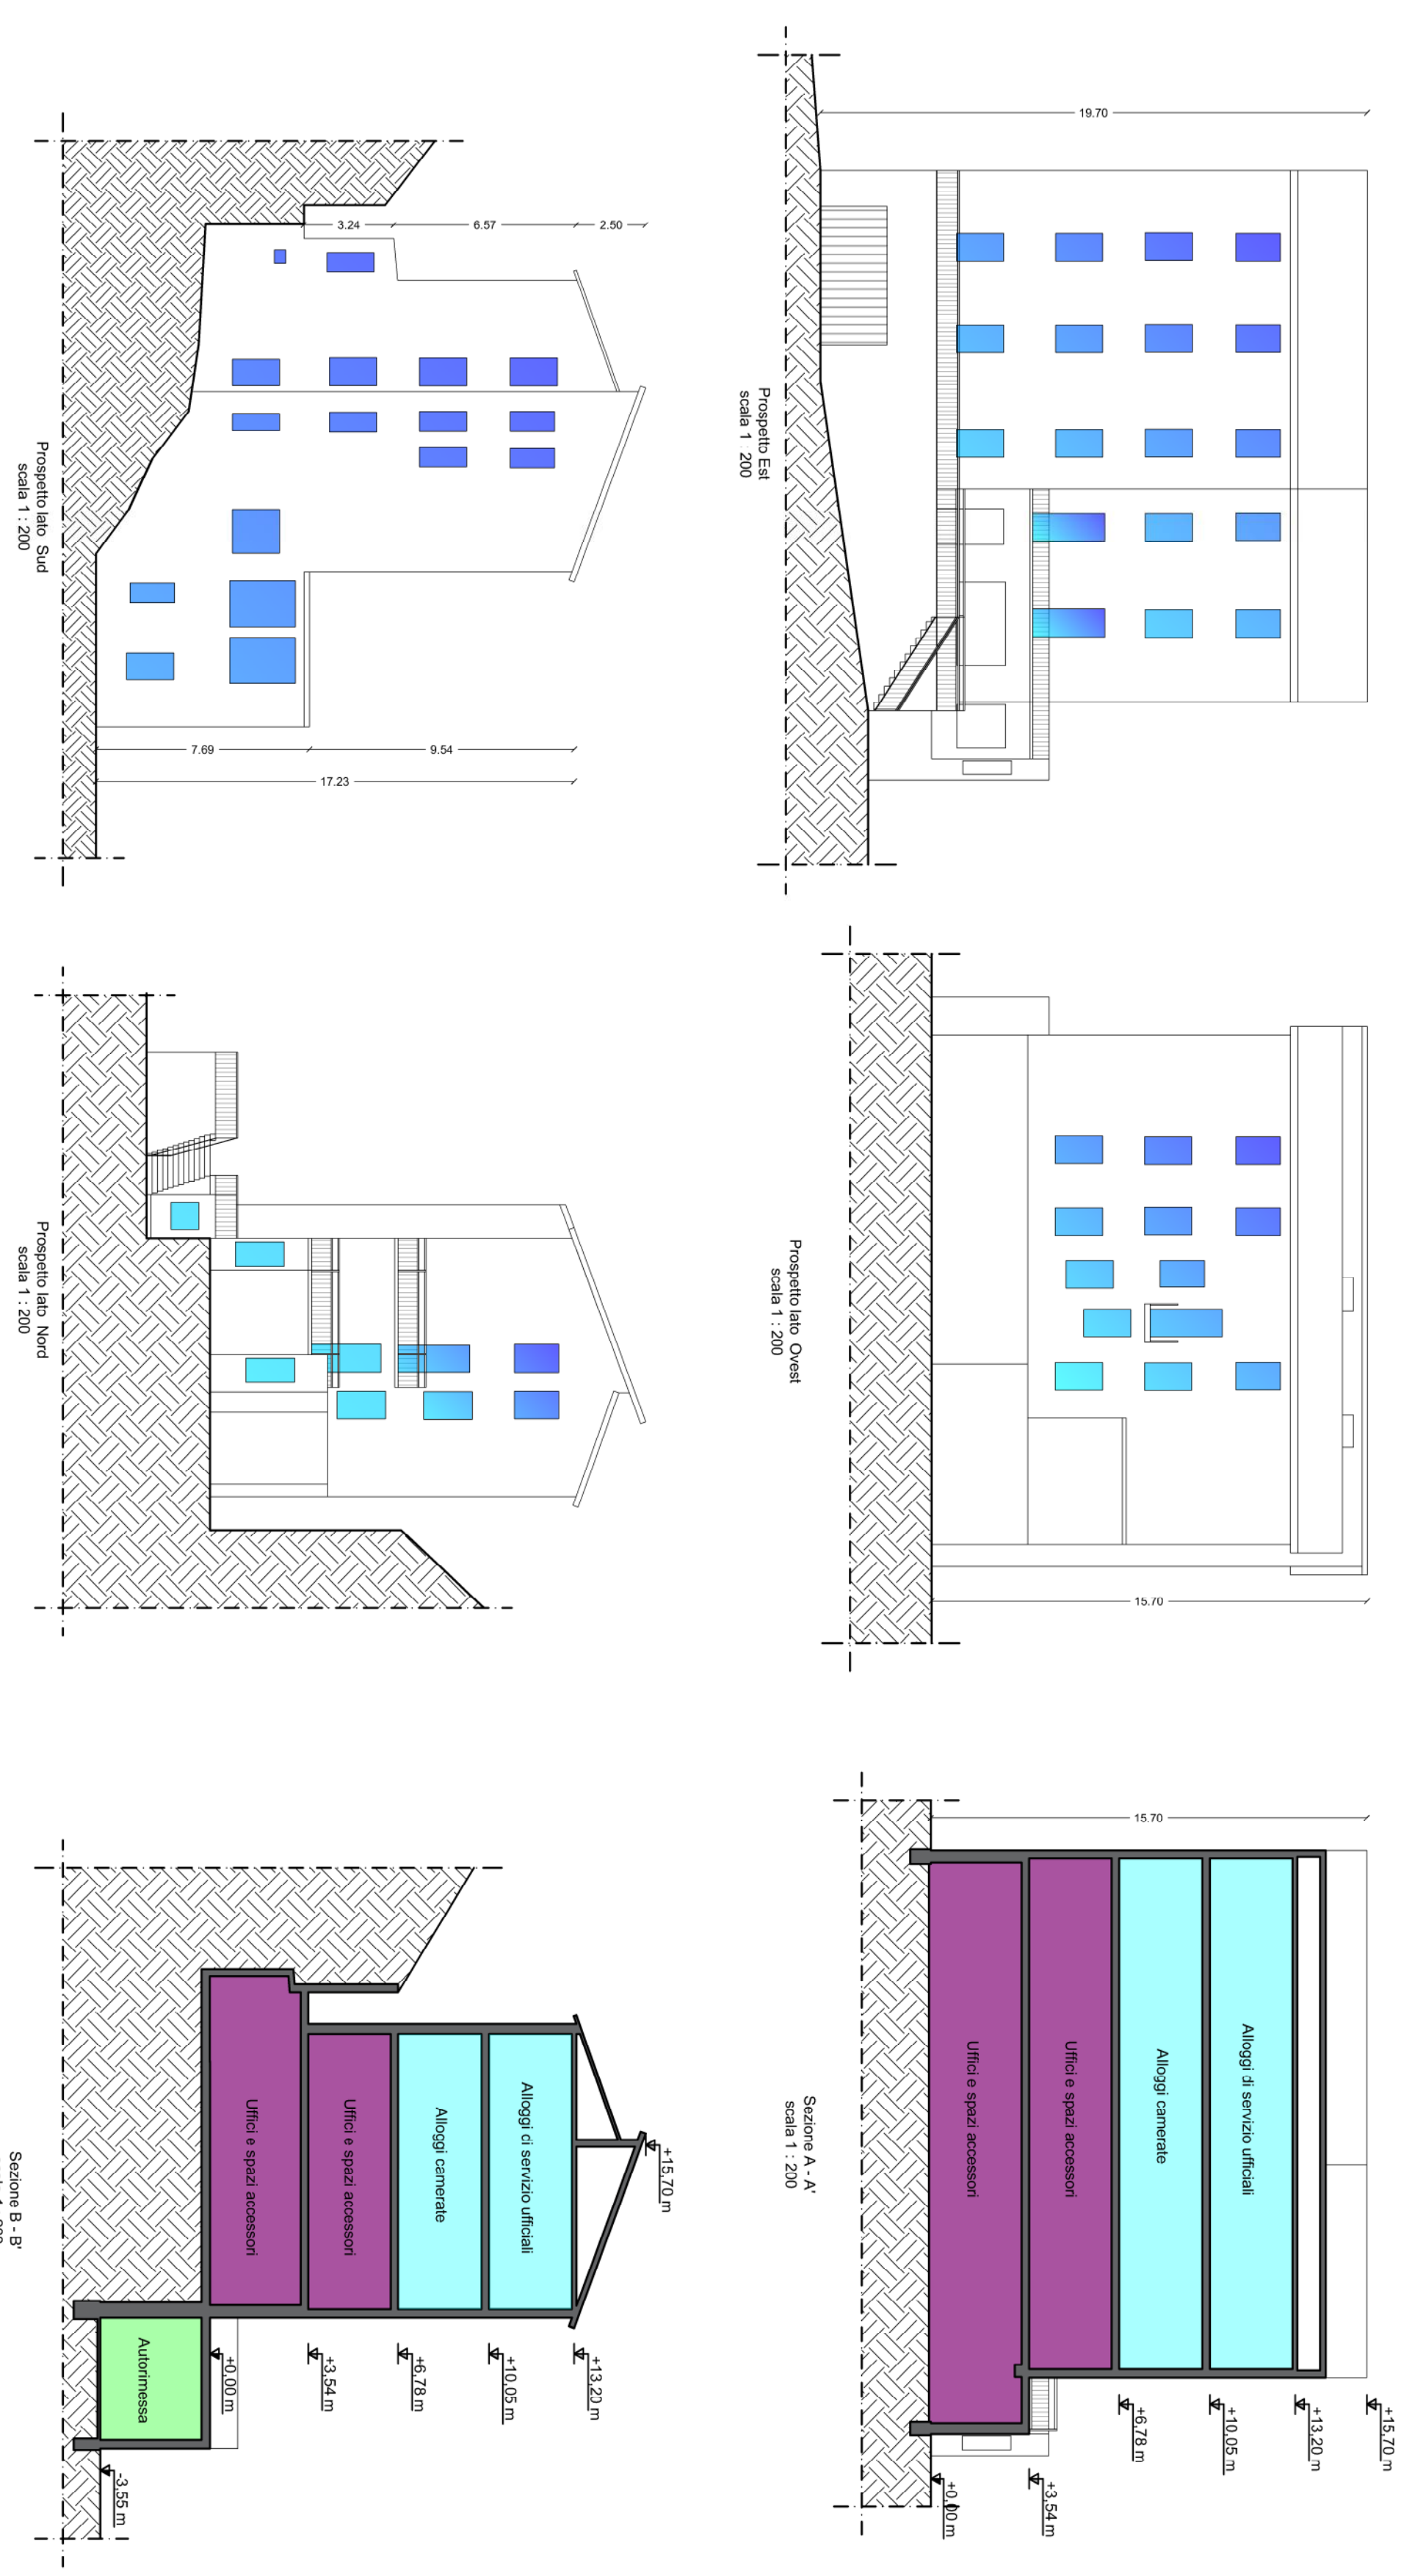 19.70
Prospetto Est
scala 1 : 200
15.70
Prospetto lato Ovest
scala 1 : 200
15.70
Uffici e spazi accessori
Uffici e spazi accessori
Alloggi camerate
Alloggi di servizio ufficiali
+15,70 m
+13,20 m
+10,05 m
+6,78 m
+3,54 m
+0,00 m
Sezione A - A'
scala 1 : 200
3.24
6.57
2.50
7.69
9.54
17.23
Prospetto lato Sud
scala 1 : 200
Prospetto lato Nord
scala 1 : 200
+15,70 m
Alloggi di servizio ufficiali
Alloggi camerate
Uffici e spazi accessori
Uffici e spazi accessori
Autorimessa
+13,20 m
+10,05 m
+6,78 m
+3,54 m
+0,00 m
-3,55 m
Sezione B - B'